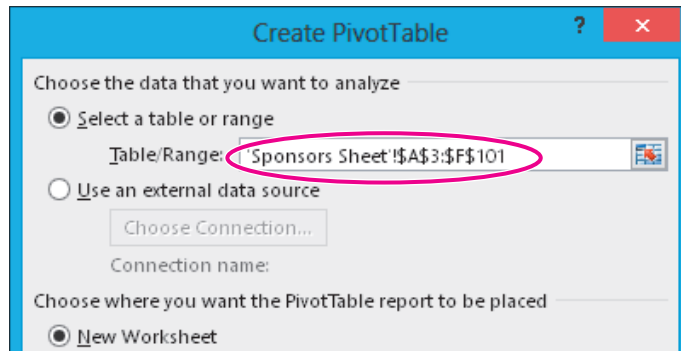 Create PivotTable ? ×
Choose the data that you want to analyze
Select a table or range
Table/Range: 'Sponsors Sheet'!$A$3:$F$101
Use an external data source
Choose Connection...
Connection name:
Choose where you want the PivotTable report to be placed
New Worksheet